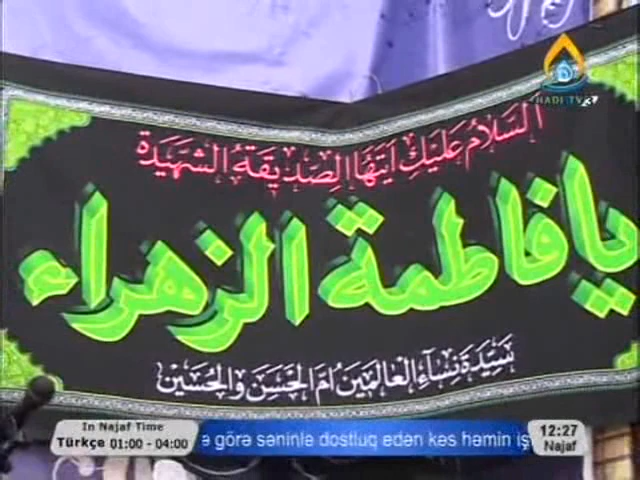 HADI TV 3
السلام عليك ايتها الصديقة الشهيدة
يا فاطمة الزهراء
سيدة نساء العالمين ام الحسن والحسين
In Najaf Time
Türkçe 01:00 - 04:00
ə görə səninlə dostluq edən kəs həmin iş
12:27
Najaf